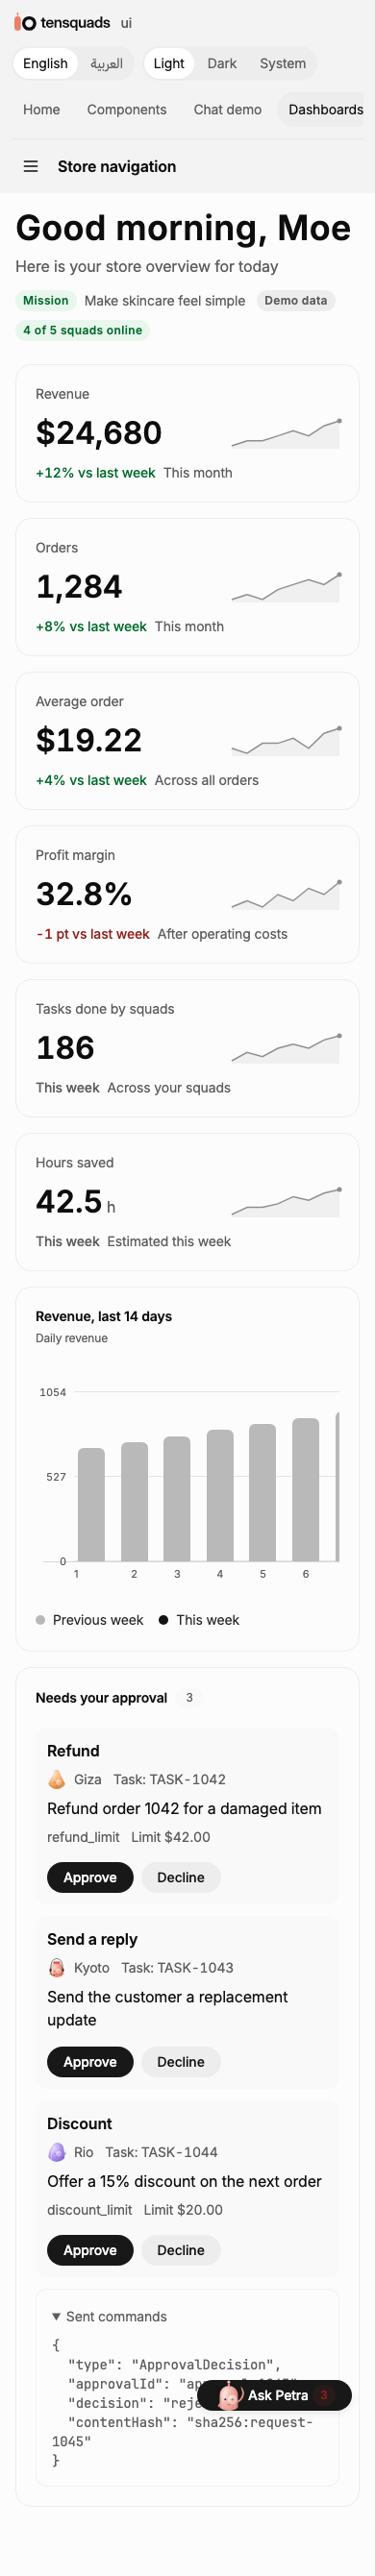 tensquads ui
English العربية Light Dark System
Home Components Chat demo Dashboards
Store navigation
Good morning, Moe
Here is your store overview for today
Mission Make skincare feel simple Demo data
4 of 5 squads online
Revenue
$24,680
+12% vs last week This month
Orders
1,284
+8% vs last week This month
Average order
$19.22
+4% vs last week Across all orders
Profit margin
32.8%
-1 pt vs last week After operating costs
Tasks done by squads
186
This week Across your squads
Hours saved
42.5 h
This week Estimated this week
Revenue, last 14 days
Daily revenue
1054
527
0
1 2 3 4 5 6
Previous week This week
Needs your approval 3
Refund
Giza Task: TASK-1042
Refund order 1042 for a damaged item
refund_limit Limit $42.00
Approve Decline
Send a reply
Kyoto Task: TASK-1043
Send the customer a replacement
update
Approve Decline
Discount
Rio Task: TASK-1044
Offer a 15% discount on the next order
discount_limit Limit $20.00
Approve Decline
Sent commands
{
"type": "ApprovalDecision",
"approvalId":
"decision":
Ask Petra 3
"contentHash": "sha256:request-
1045"
}